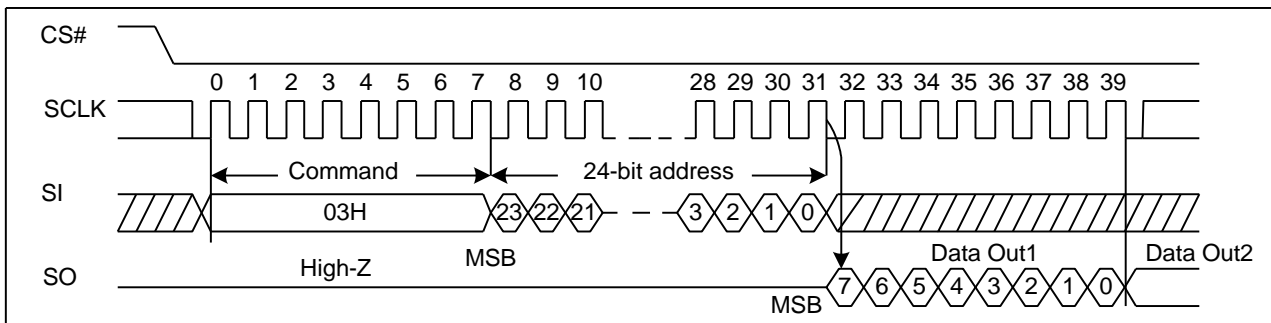 CS#
0 1 2 3 4 5 6 7 8 9 10 28 29 30 31 32 33 34 35 36 37 38 39
SCLK
Command 24-bit address
SI
03H 23 22 21 3 2 1 0
High-Z MSB Data Out1 Data Out2
SO
MSB 7 6 5 4 3 2 1 0